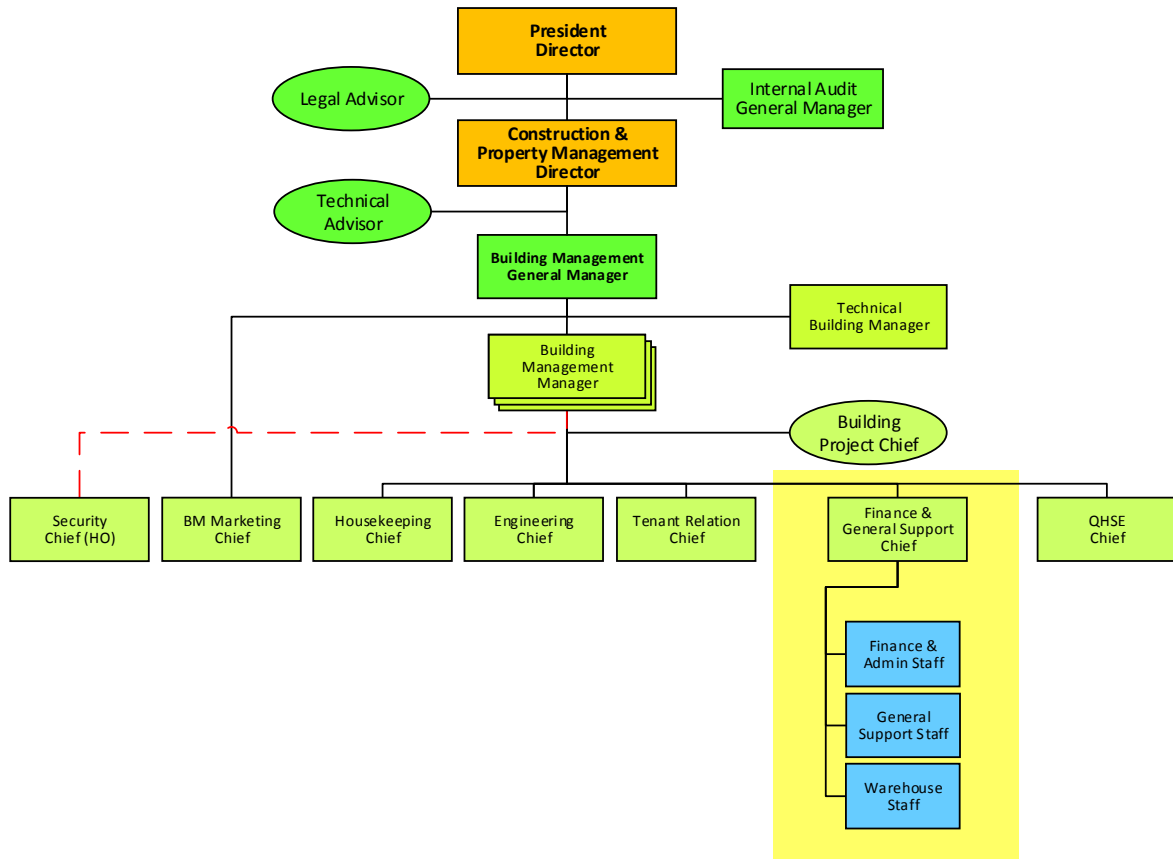 President
Director
Legal Advisor
Internal Audit
General Manager
Construction &
Property Management
Director
Technical
Advisor
Building Management
General Manager
Technical
Building Manager
Building
Management
Manager
Building
Project Chief
Security
Chief (HO)
BM Marketing
Chief
Housekeeping
Chief
Engineering
Chief
Tenant Relation
Chief
Finance &
General Support
Chief
QHSE
Chief
Finance &
Admin Staff
General
Support Staff
Warehouse
Staff